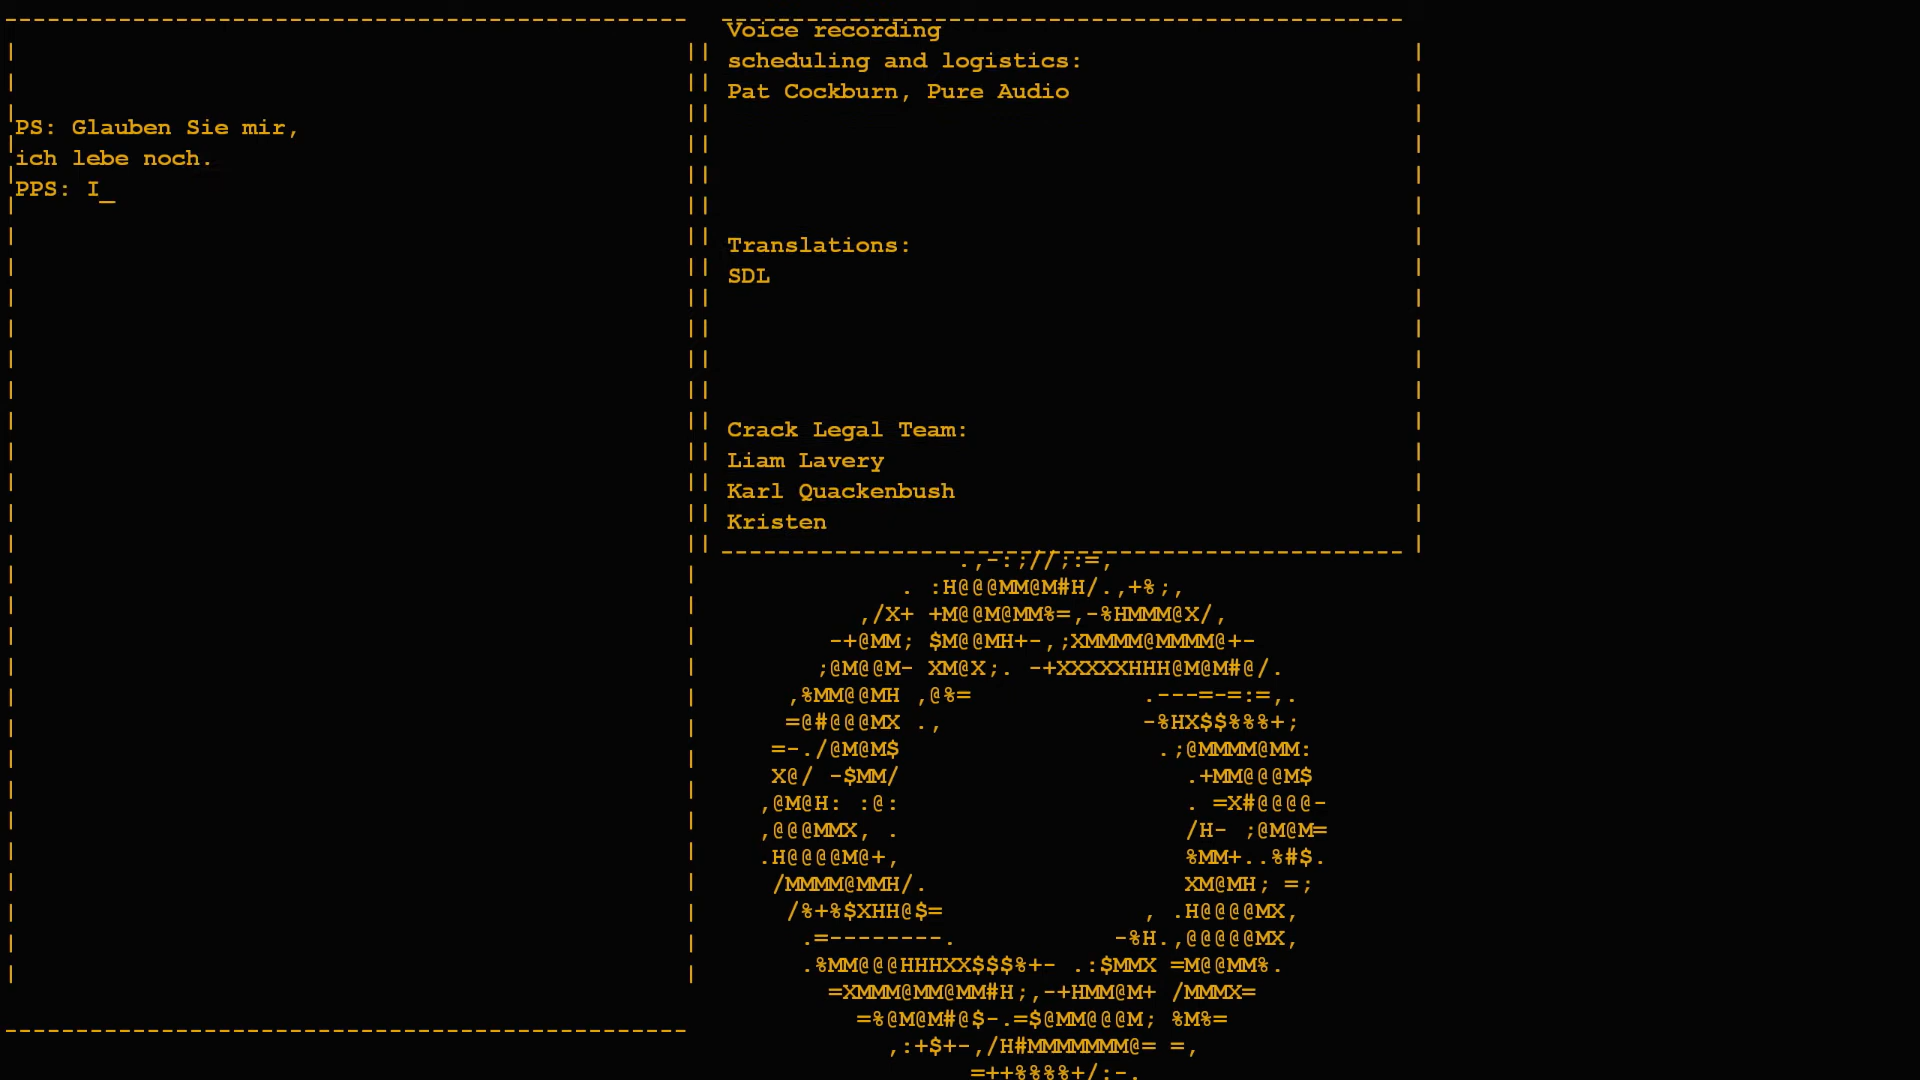 PS: Glauben Sie mir,
ich lebe noch.
PPS: I_
Voice recording
scheduling and logistics:
Pat Cockburn, Pure Audio
Translations:
SDL
Crack Legal Team:
Liam Lavery
Karl Quackenbush
Kristen